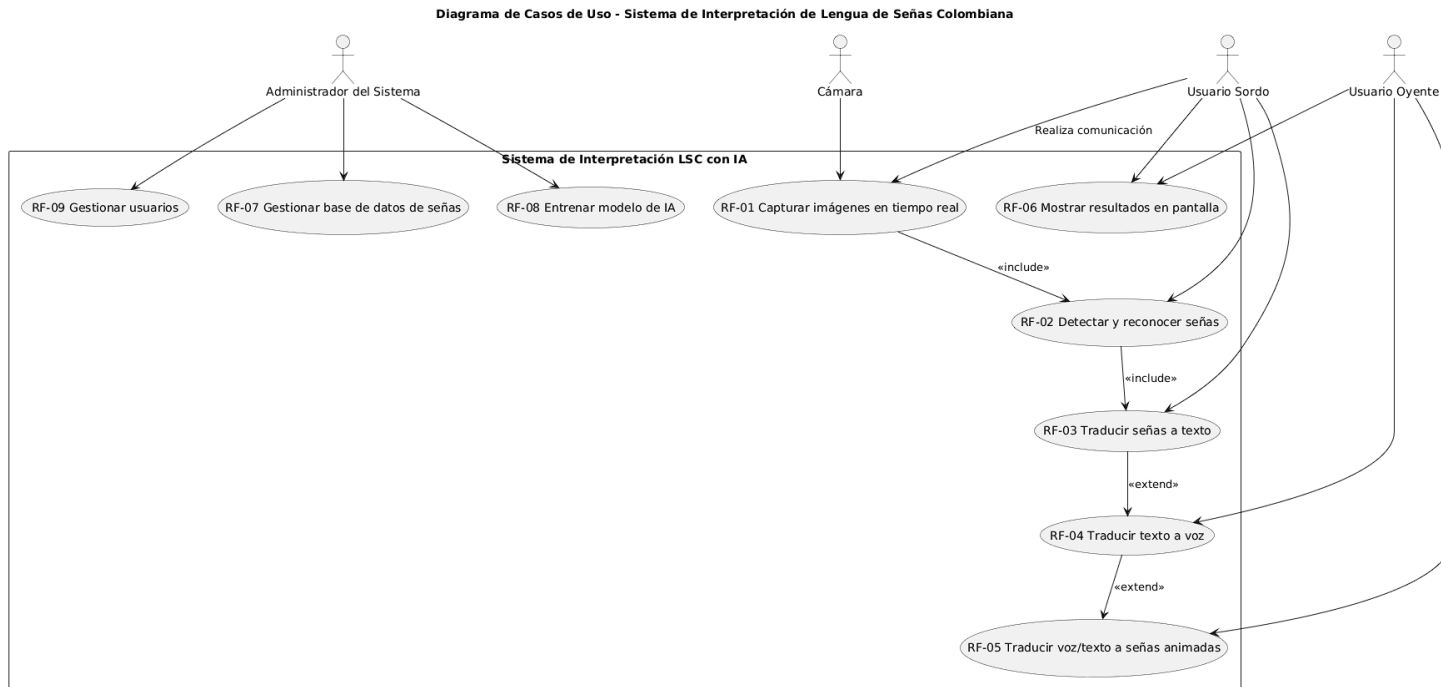 Diagrama de Casos de Uso - Sistema de Interpretación de Lengua de Señas Colombiana
Administrador del Sistema
Cámara
Usuario Sordo
Usuario Oyente
Realiza comunicación
Sistema de Interpretación LSC con IA
RF-09 Gestionar usuarios
RF-07 Gestionar base de datos de señas
RF-08 Entrenar modelo de IA
RF-01 Capturar imágenes en tiempo real
RF-06 Mostrar resultados en pantalla
«include»
RF-02 Detectar y reconocer señas
«include»
RF-03 Traducir señas a texto
«extend»
RF-04 Traducir texto a voz
«extend»
RF-05 Traducir voz/texto a señas animadas